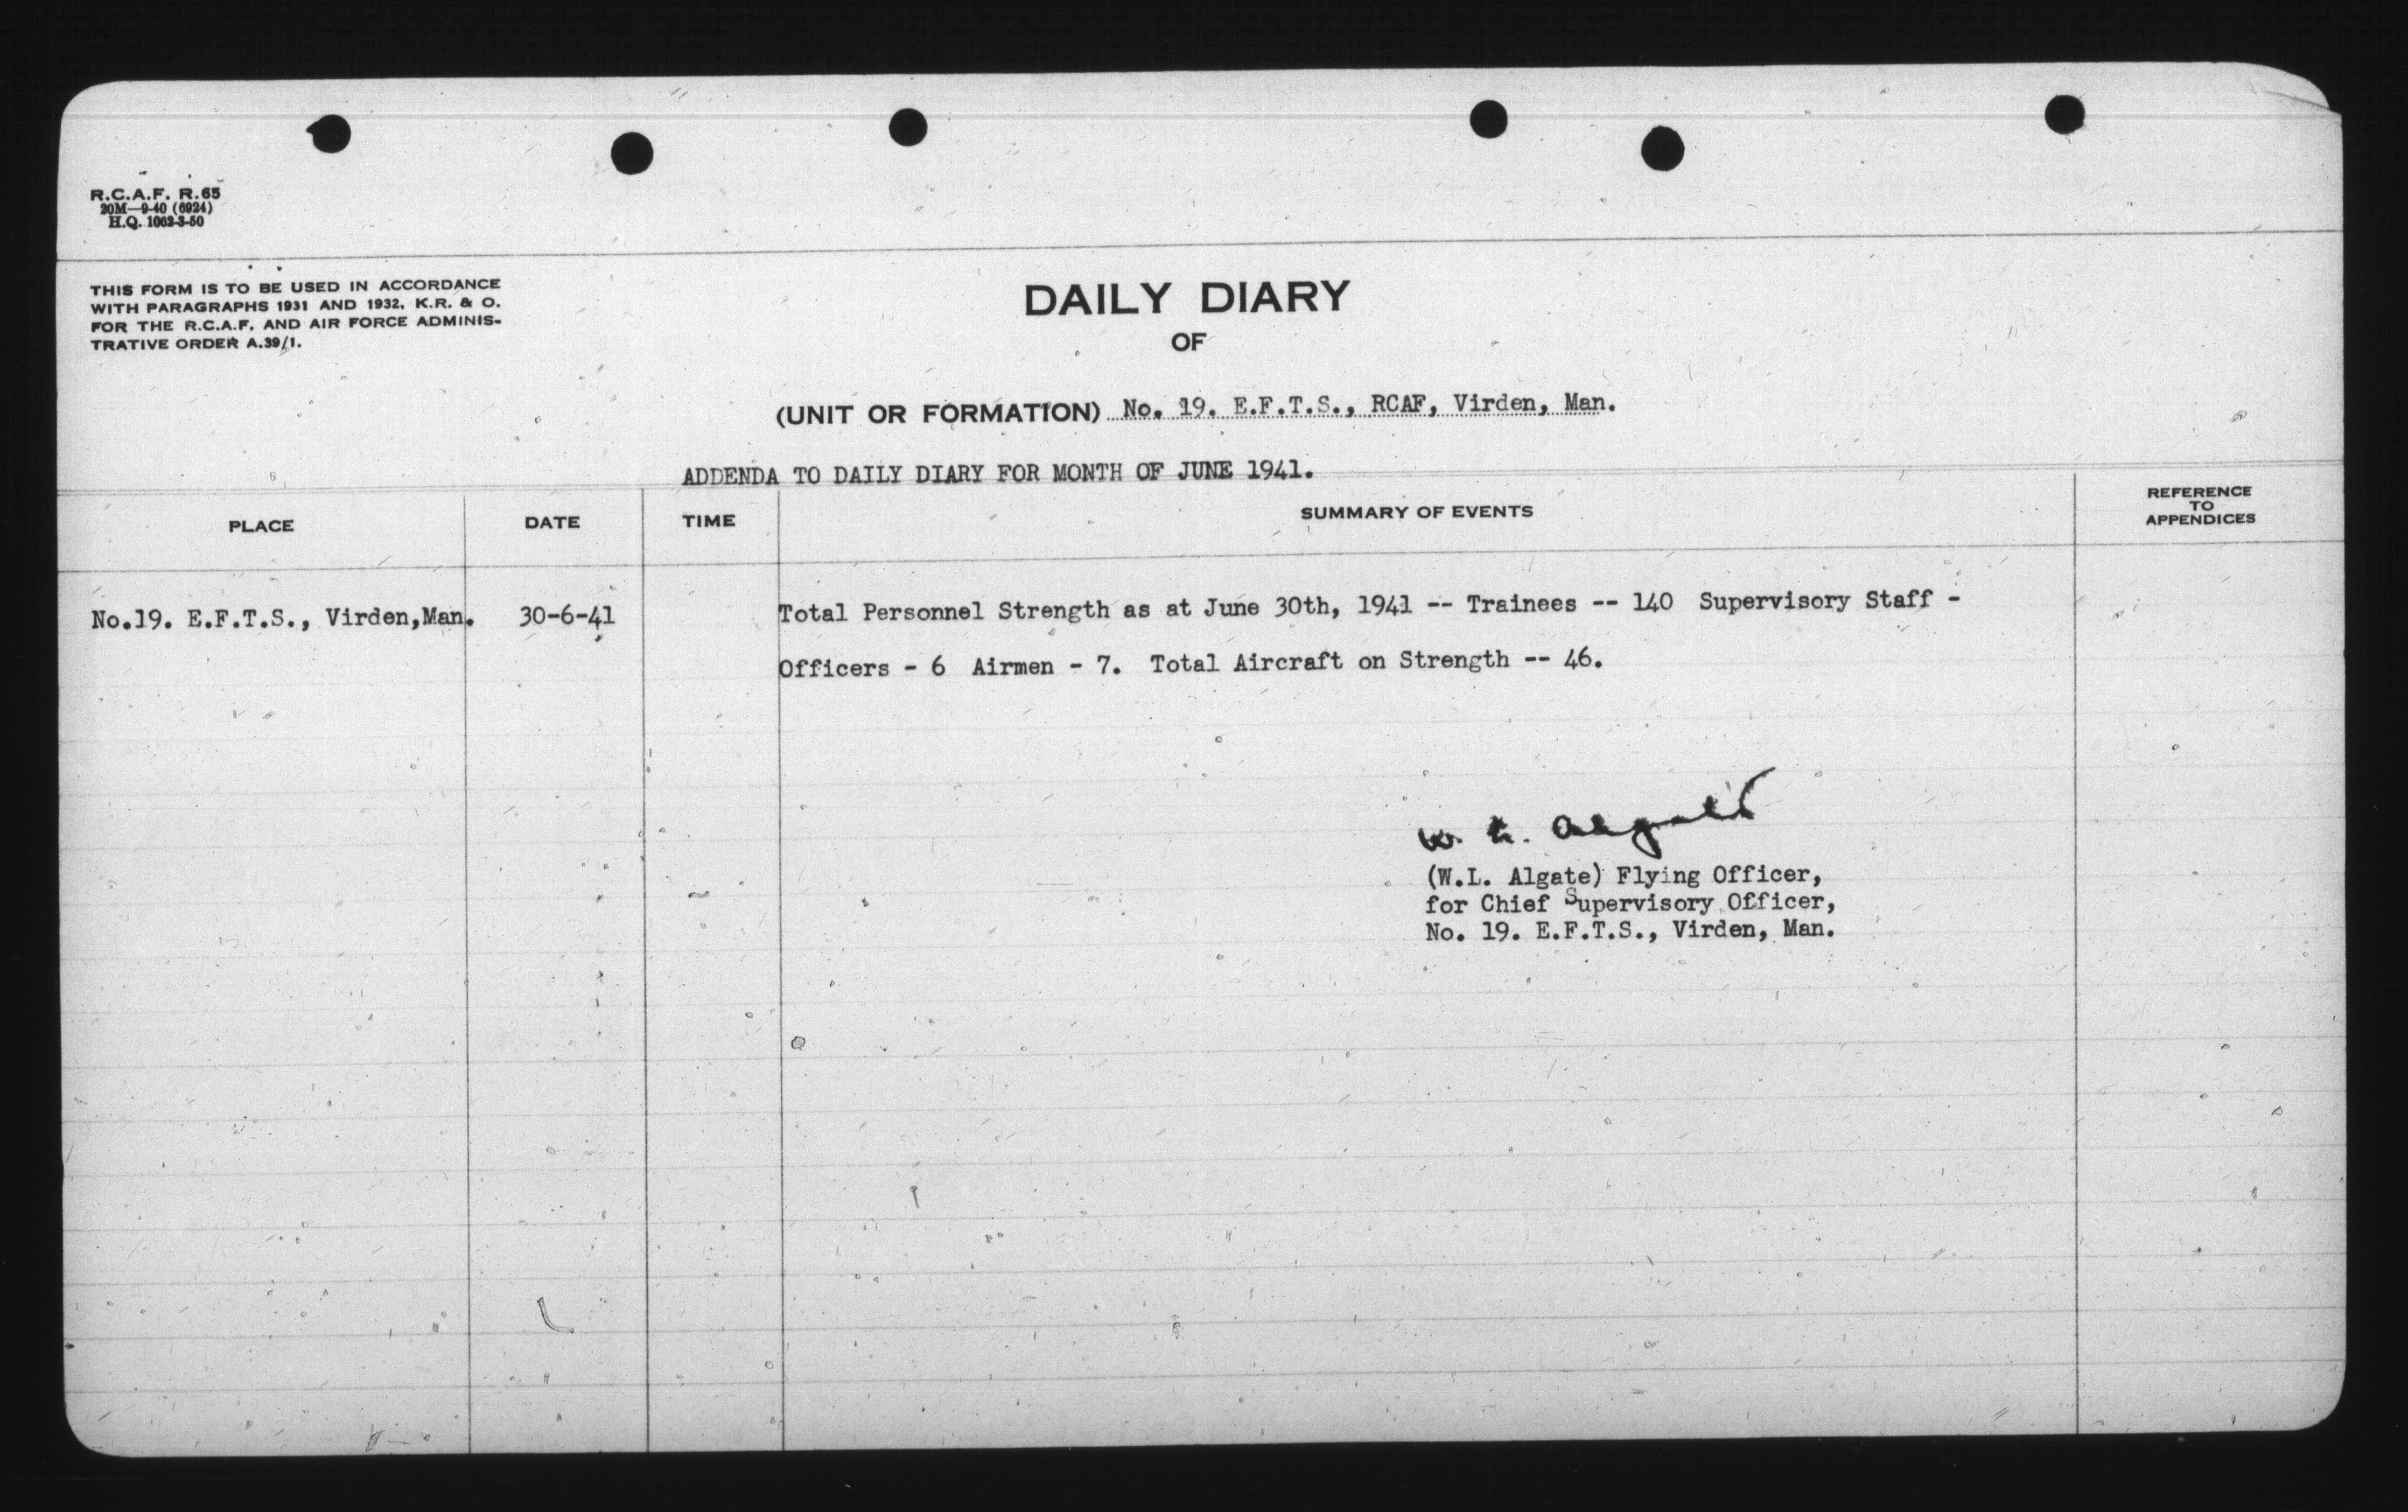 R.C.A.F. R.65
20M—9-40 (6924)
H.Q. 1062-3-50
THIS FORM IS TO BE USED IN ACCORDANCE
WITH PARAGRAPHS 1931 AND 1932, K.R. & O.
FOR THE R.C.A.F. AND AIR FORCE ADMINIS-
TRATIVE ORDER A.39/1.
DAILY DIARY
OF
(UNIT OR FORMATION) No. 19. E.F.T.S., RCAF, Virden, Man.
ADDENDA TO DAILY DIARY FOR MONTH OF JUNE 1941.
PLACE DATE TIME SUMMARY OF EVENTS REFERENCE
TO
APPENDICES
No.19. E.F.T.S., Virden,Man. 30-6-41 Total Personnel Strength as at June 30th, 1941 -- Trainees -- 140 Supervisory Staff -
Officers - 6 Airmen - 7. Total Aircraft on Strength -- 46.
W. L. Algate
(W.L. Algate) Flying Officer,
for Chief Supervisory Officer,
No. 19. E.F.T.S., Virden, Man.